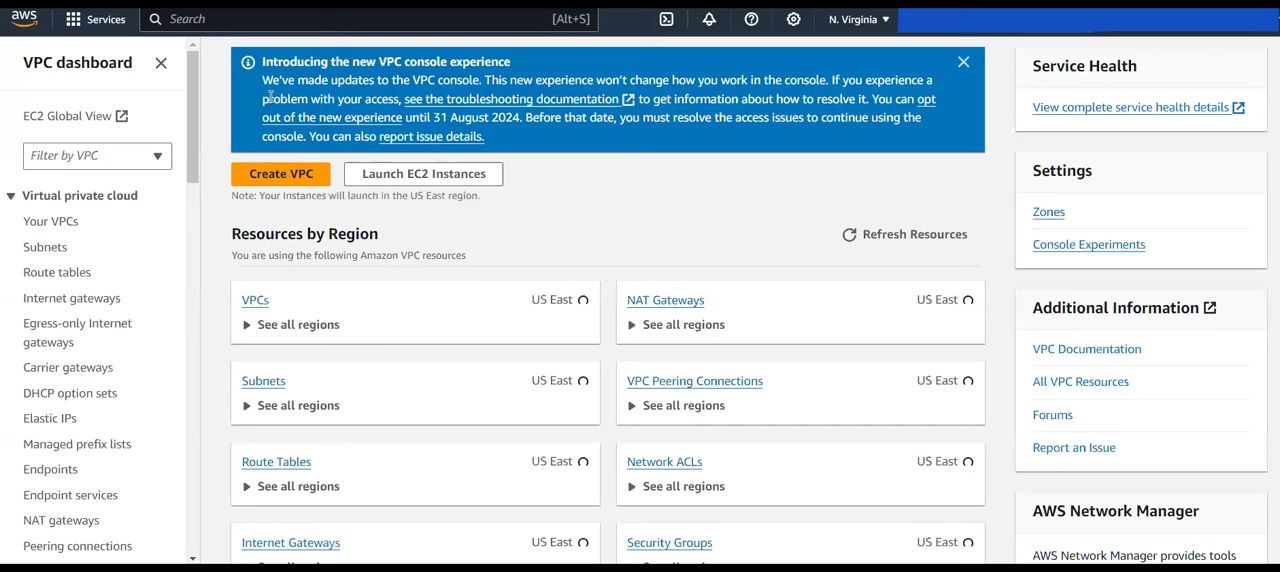 aws Services Search [Alt+S] N. Virginia
VPC dashboard
EC2 Global View
Filter by VPC
Virtual private cloud
Your VPCs
Subnets
Route tables
Internet gateways
Egress-only Internet
gateways
Carrier gateways
DHCP option sets
Elastic IPs
Managed prefix lists
Endpoints
Endpoint services
NAT gateways
Peering connections
Introducing the new VPC console experience
We've made updates to the VPC console. This new experience won't change how you work in the console. If you experience a
problem with your access, see the troubleshooting documentation to get information about how to resolve it. You can opt
out of the new experience until 31 August 2024. Before that date, you must resolve the access issues to continue using the
console. You can also report issue details.
Create VPC Launch EC2 Instances
Note: Your Instances will launch in the US East region.
Resources by Region Refresh Resources
You are using the following Amazon VPC resources
VPCs US East
See all regions
NAT Gateways US East
See all regions
Subnets US East
See all regions
VPC Peering Connections US East
See all regions
Route Tables US East
See all regions
Network ACLs US East
See all regions
Internet Gateways US East
Security Groups US East
Service Health
View complete service health details
Settings
Zones
Console Experiments
Additional Information
VPC Documentation
All VPC Resources
Forums
Report an Issue
AWS Network Manager
AWS Network Manager provides tools